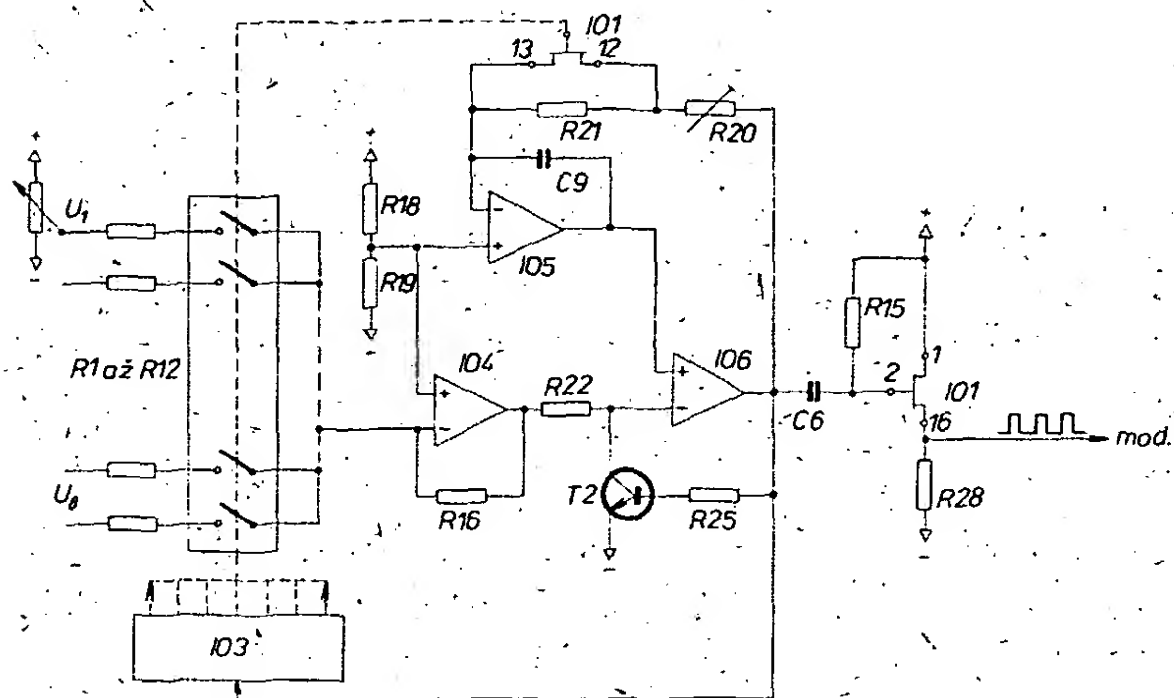 IO1
13
12
R21
R20
C9
+
U1
R18
-
+
IO5
R19
+
R15
-
-
R1 až R12
IO4
+
-
R22
IO6
+
-
C6
2
1
IO1
16
mod.
U8
R16
T2
R25
R28
-
-
IO3